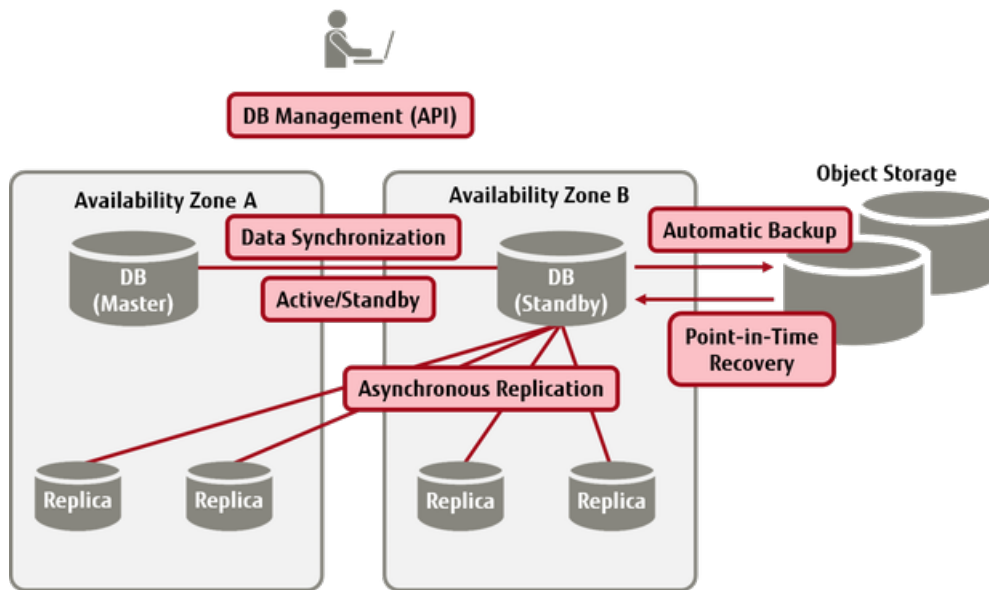 DB Management (API)
Availability Zone A
Availability Zone B
Object Storage
Data Synchronization
Automatic Backup
DB
(Master)
Active/Standby
DB
(Standby)
Point-in-Time
Recovery
Asynchronous Replication
Replica
Replica
Replica
Replica